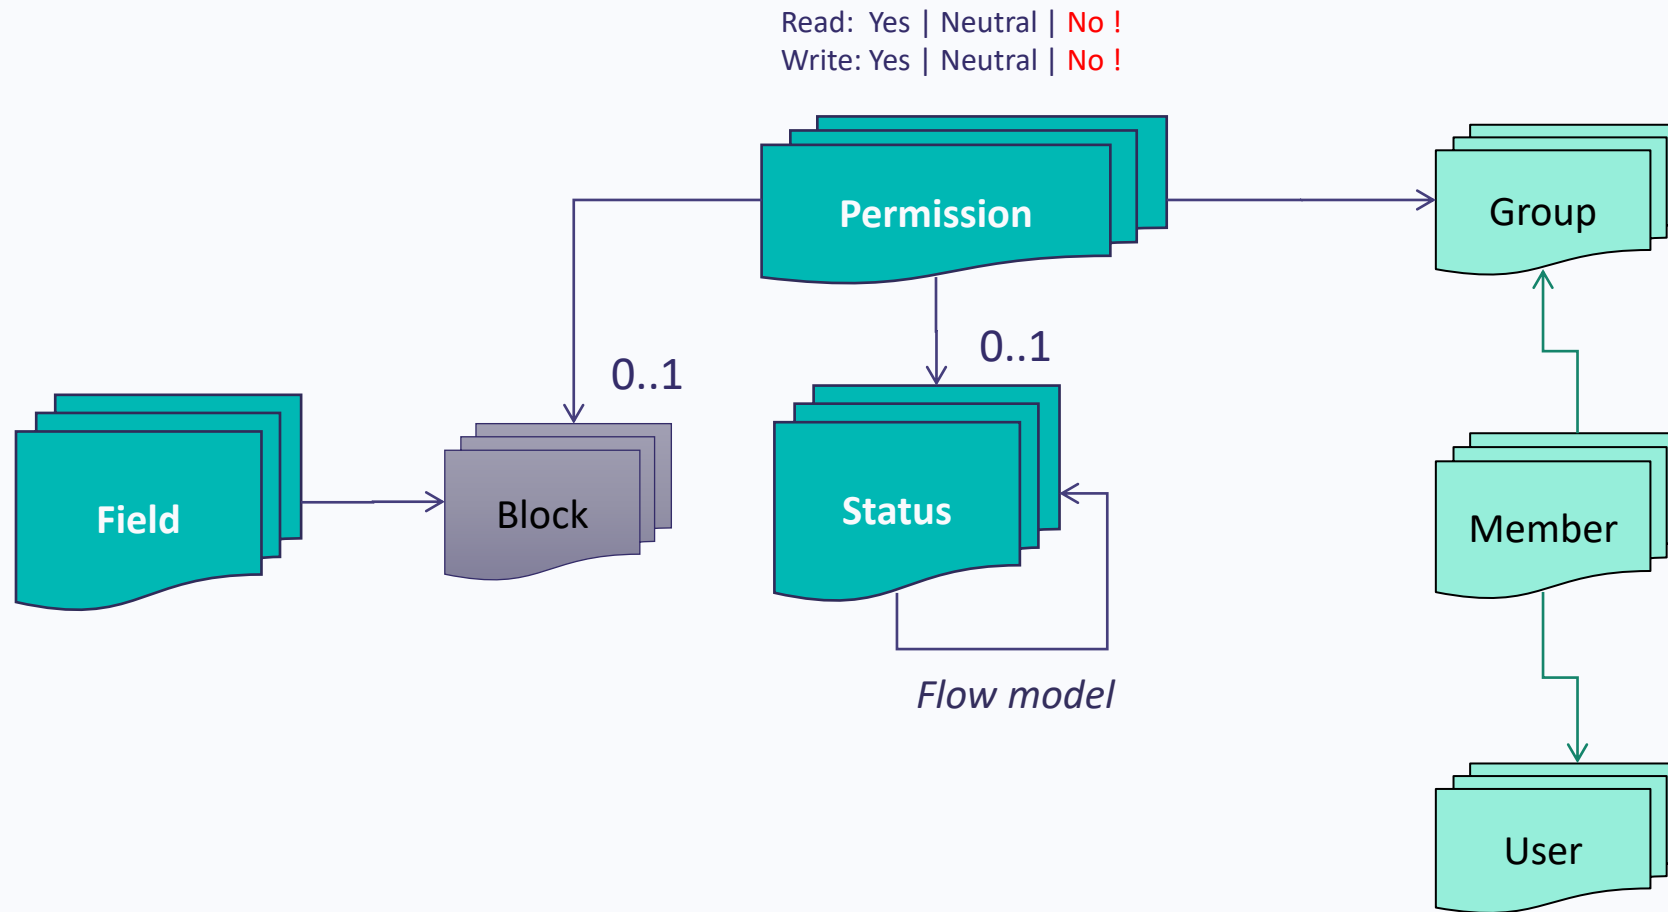 Read: Yes | Neutral | No !
Write: Yes | Neutral | No !
Permission
Group
0..1
0..1
Field
Block
Status
Member
Flow model
User